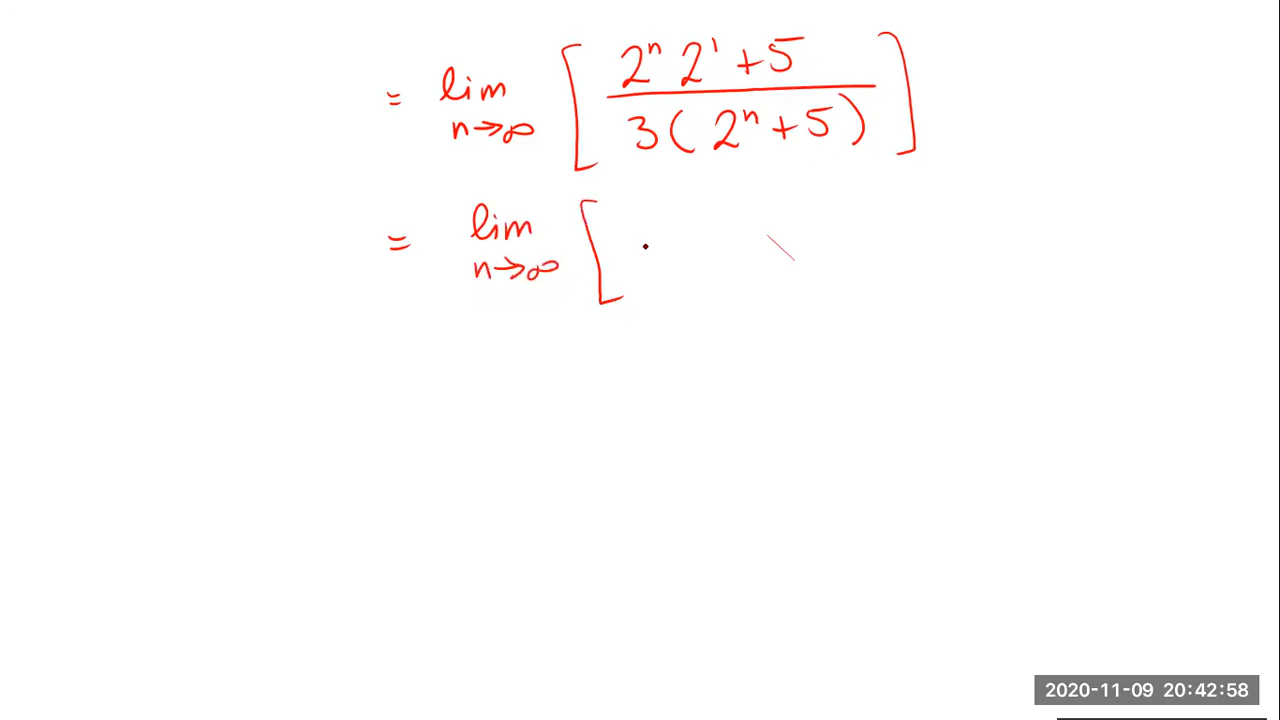 = lim n→∞ [ 2ⁿ 2¹ + 5 / 3 ( 2ⁿ + 5 ) ]
= lim n→∞ [
2020-11-09 20:42:58